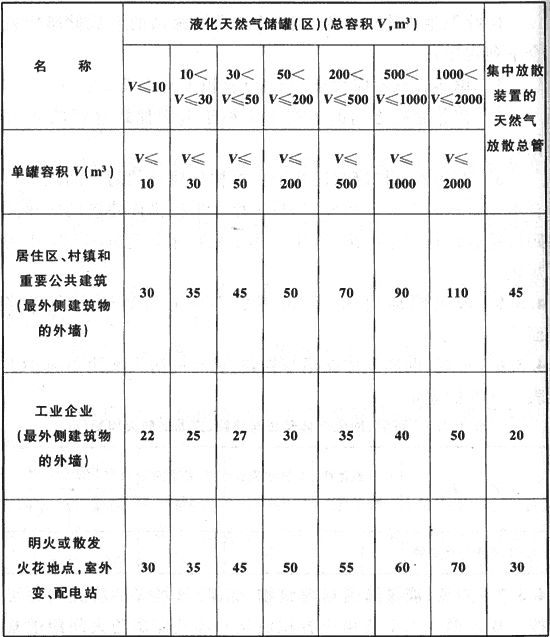 名 称
液化天然气储罐(区)(总容积 V,m³)
集中放散
装置的
天然气
放散总管
V≤10
10<
V≤30
30<
V≤50
50<
V≤200
200<
V≤500
500<
V≤1000
1000<
V≤2000
单罐容积 V(m³)
V≤
10
V≤
30
V≤
50
V≤
200
V≤
500
V≤
1000
V≤
2000
居住区、村镇和
重要公共建筑
(最外侧建筑物
的外墙)
30 35 45 50 70 90 110 45
工业企业
(最外侧建筑物
的外墙)
22 25 27 30 35 40 50 20
明火或散发
火花地点,室外
变、配电站
30 35 45 50 55 60 70 30